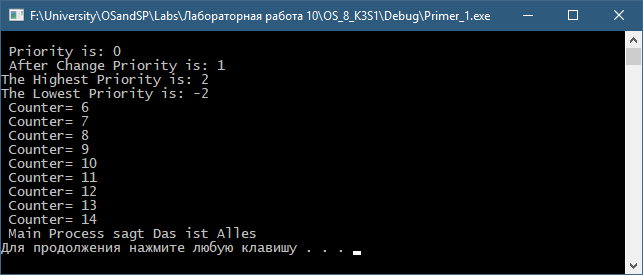 F:\University\OSandSP\Labs\Лабораторная работа 10\OS_8_K3S1\Debug\Primer_1.exe
Priority is: 0
After Change Priority is: 1
The Highest Priority is: 2
The Lowest Priority is: -2
Counter= 6
Counter= 7
Counter= 8
Counter= 9
Counter= 10
Counter= 11
Counter= 12
Counter= 13
Counter= 14
Main Process sagt Das ist Alles
Для продолжения нажмите любую клавишу . . .